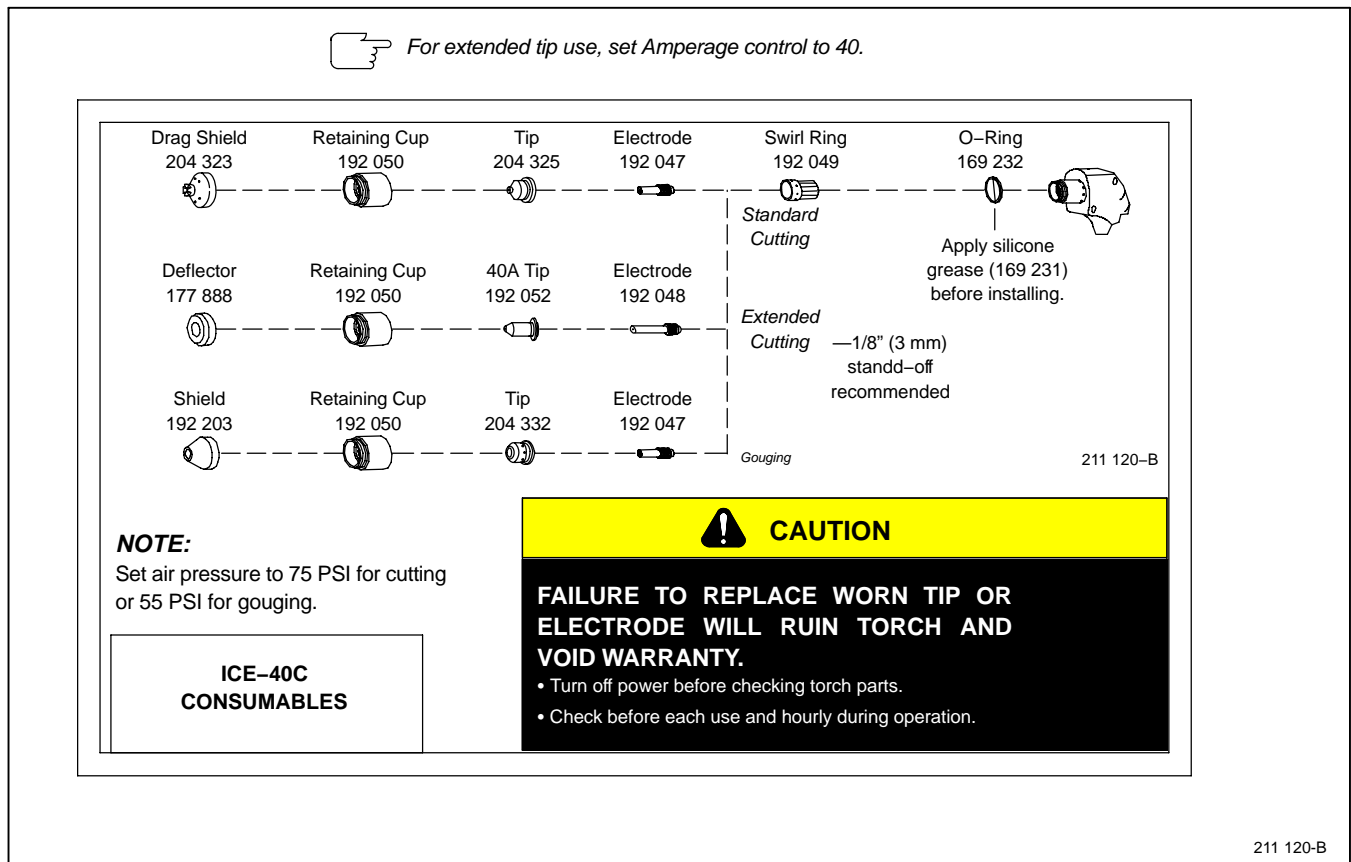 For extended tip use, set Amperage control to 40.
Drag Shield
204 323
Retaining Cup
192 050
Tip
204 325
Electrode
192 047
Swirl Ring
192 049
O−Ring
169 232
Standard
Cutting
Apply silicone
grease (169 231)
before installing.
Deflector
177 888
Retaining Cup
192 050
40A Tip
192 052
Electrode
192 048
Extended
Cutting
—1/8” (3 mm)
standd−off
recommended
Shield
192 203
Retaining Cup
192 050
Tip
204 332
Electrode
192 047
Gouging
211 120−B
NOTE:
Set air pressure to 75 PSI for cutting
or 55 PSI for gouging.
ICE−40C
CONSUMABLES
CAUTION
FAILURE TO REPLACE WORN TIP OR
ELECTRODE WILL RUIN TORCH AND
VOID WARRANTY.
• Turn off power before checking torch parts.
• Check before each use and hourly during operation.
211 120-B